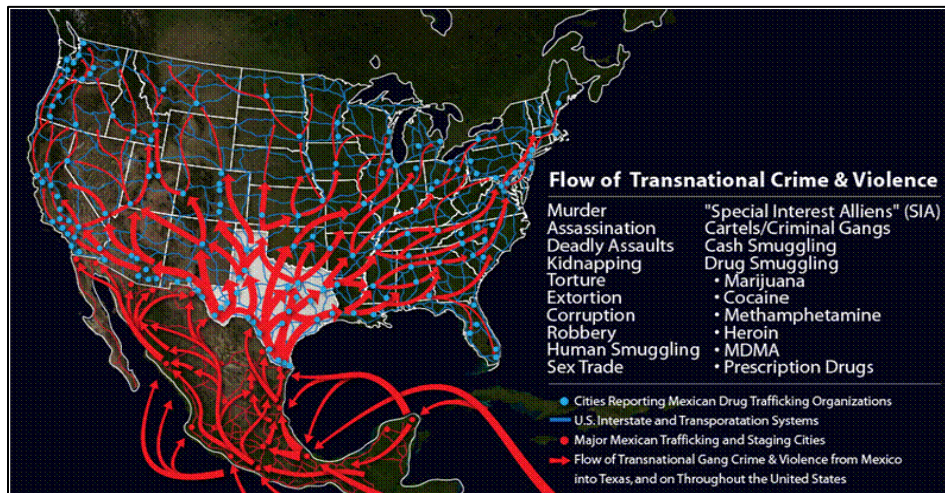 Flow of Transnational Crime & Violence
Murder
Assassination
Deadly Assaults
Kidnapping
Torture
Extortion
Corruption
Robbery
Human Smuggling
Sex Trade
"Special Interest Alliens" (SIA)
Cartels/Criminal Gangs
Cash Smuggling
Drug Smuggling
• Marijuana
• Cocaine
• Methamphetamine
• Heroin
• MDMA
• Prescription Drugs
Cities Reporting Mexican Drug Trafficking Organizations
U.S. Interstate and Transporatation Systems
Major Mexican Trafficking and Staging Cities
Flow of Transnational Gang Crime & Violence from Mexico
into Texas, and on Throughout the United States